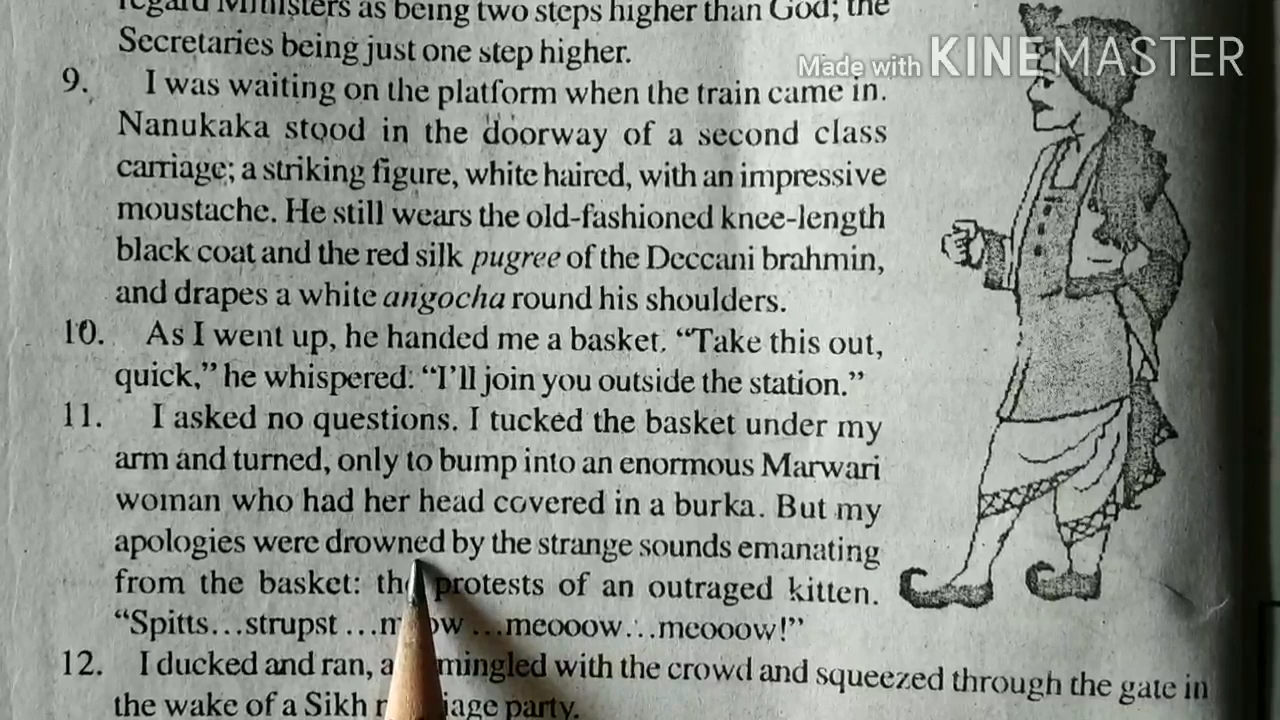 regard Ministers as being two steps higher than God; the
Secretaries being just one step higher.
Made with KINEMASTER
9. I was waiting on the platform when the train came in.
Nanukaka stood in the doorway of a second class
carriage; a striking figure, white haired, with an impressive
moustache. He still wears the old-fashioned knee-length
black coat and the red silk pugree of the Deccani brahmin,
and drapes a white angocha round his shoulders.
10. As I went up, he handed me a basket. “Take this out,
quick,” he whispered: “I’ll join you outside the station.”
11. I asked no questions. I tucked the basket under my
arm and turned, only to bump into an enormous Marwari
woman who had her head covered in a burka. But my
apologies were drowned by the strange sounds emanating
from the basket: the protests of an outraged kitten.
“Spitts...strupst ... ...meooow...meooow!”
12. I ducked and ran, mingled with the crowd and squeezed through the gate in
the wake of a Sikh party.